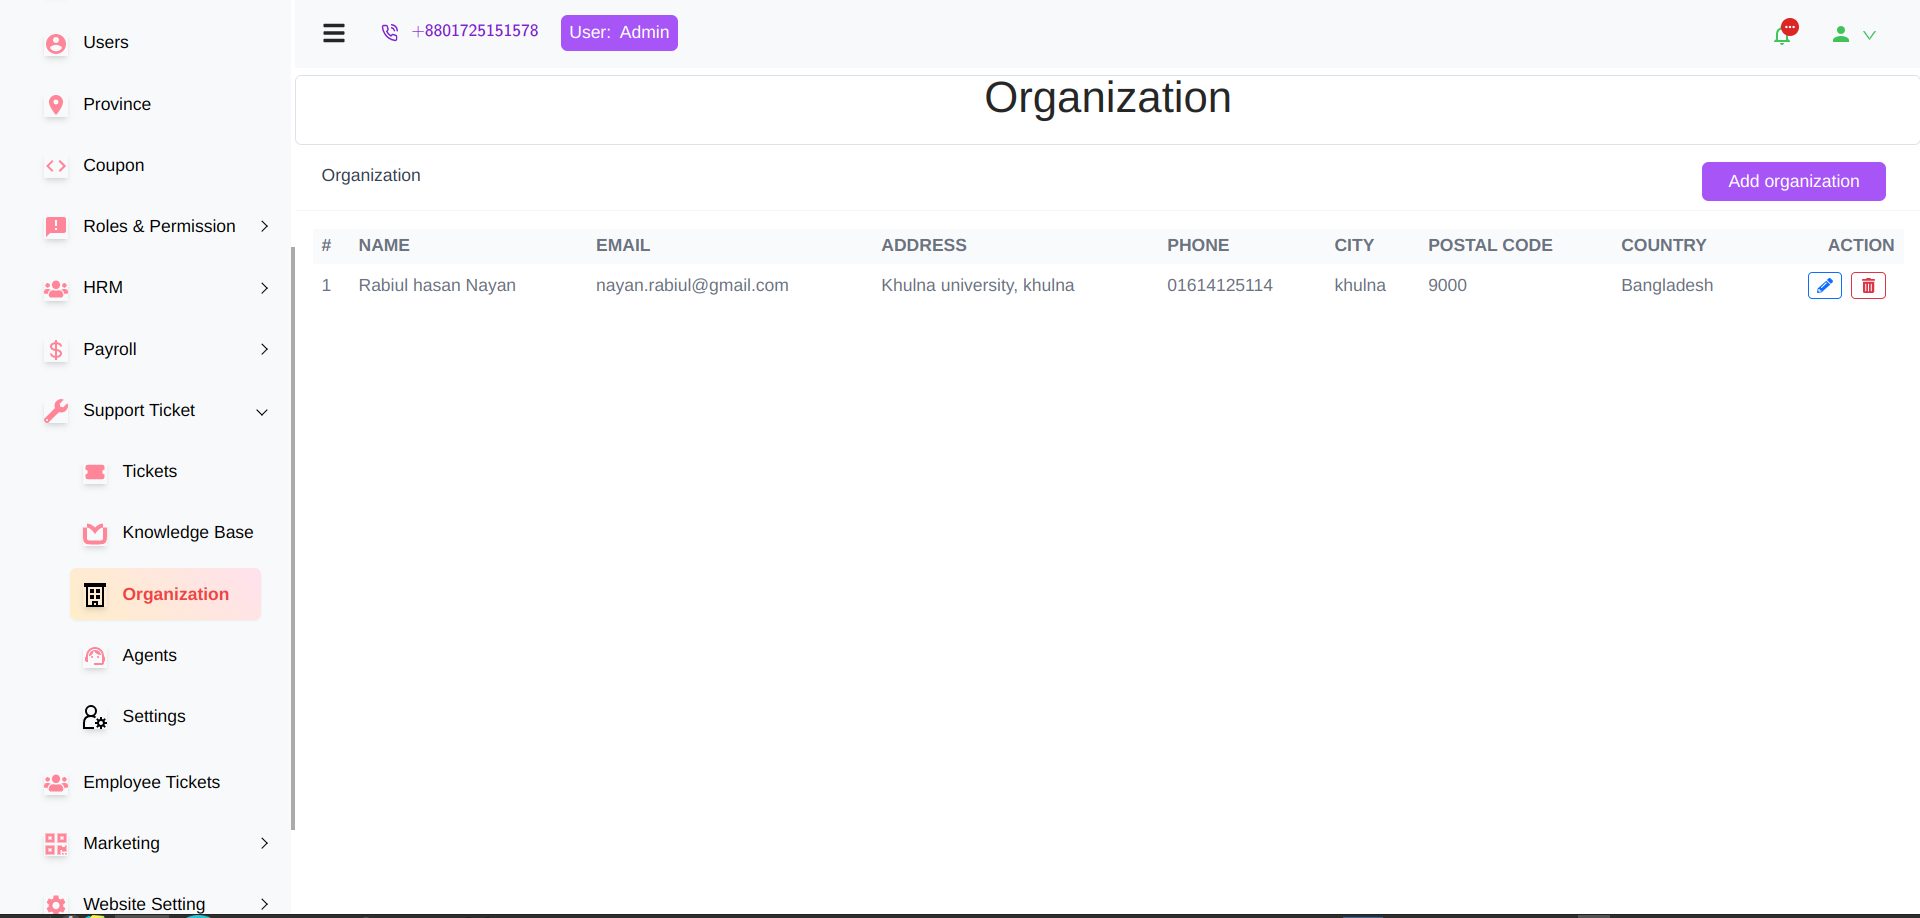 Users
Province
Coupon
Roles & Permission
HRM
Payroll
Support Ticket
Tickets
Knowledge Base
Organization
Agents
Settings
Employee Tickets
Marketing
Website Setting
+8801725151578
User: Admin
Organization
Organization
Add organization
# NAME EMAIL ADDRESS PHONE CITY POSTAL CODE COUNTRY ACTION
1 Rabiul hasan Nayan nayan.rabiul@gmail.com Khulna university, khulna 01614125114 khulna 9000 Bangladesh